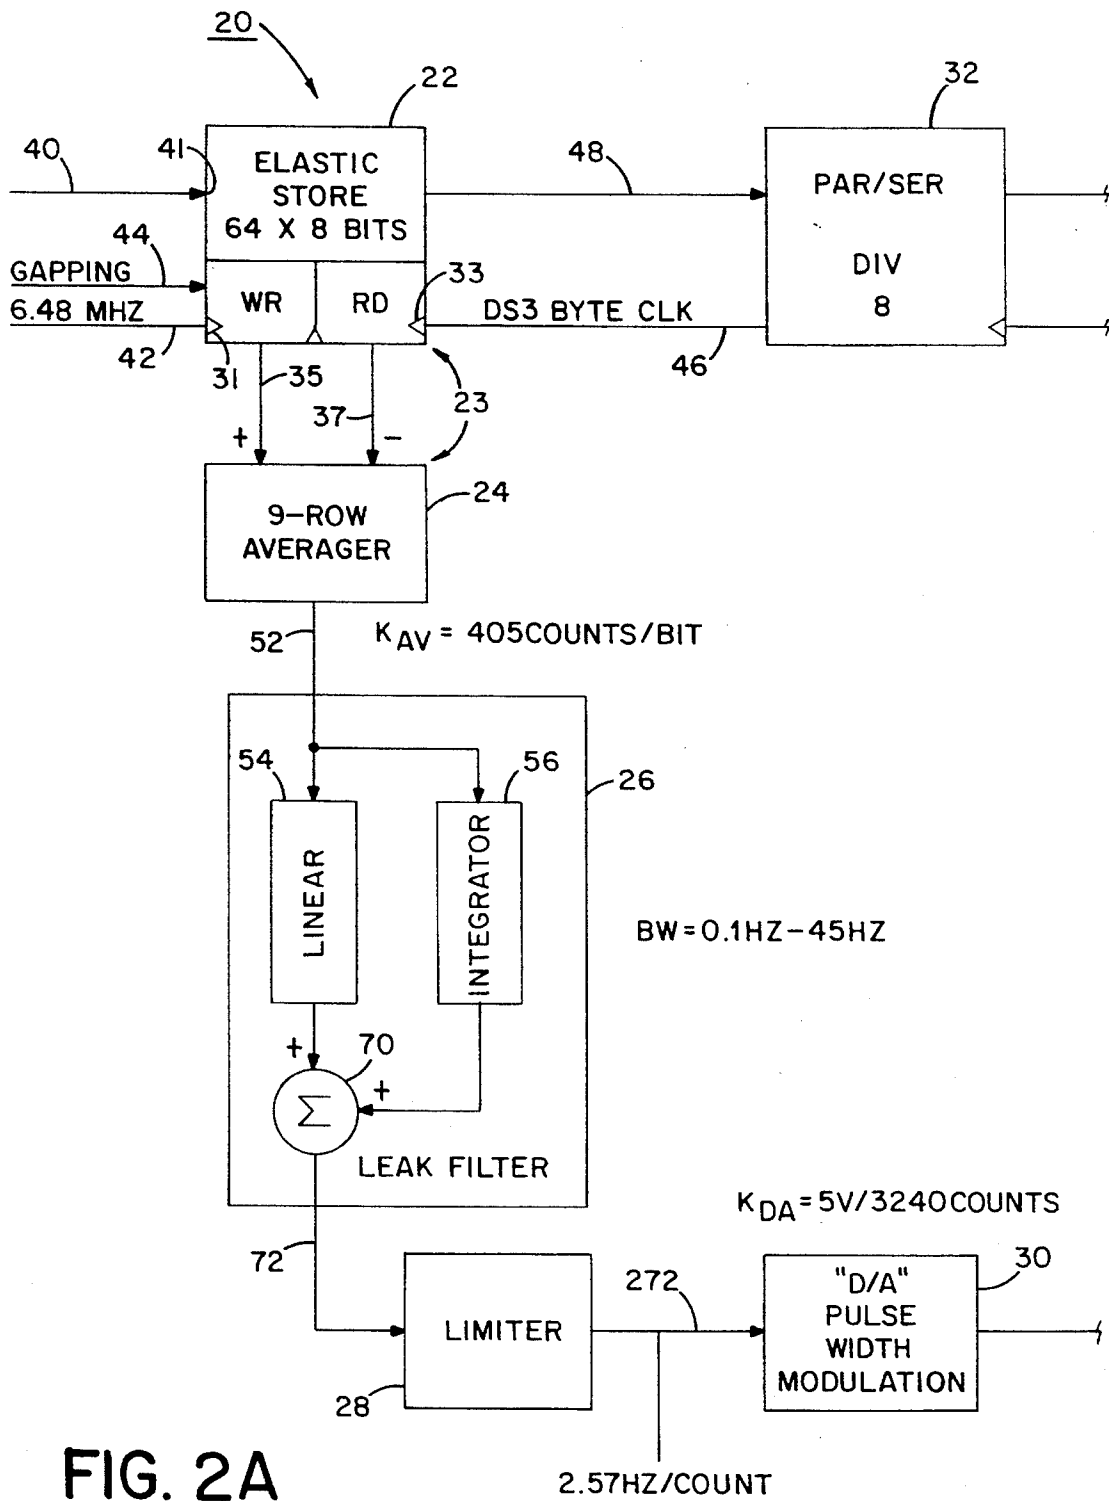 20
22
32
40
41
ELASTIC
STORE
64 X 8 BITS
48
PAR/SER
DIV
8
44
GAPPING
6.48 MHZ
WR
RD
33
DS3 BYTE CLK
42
31
35
37
23
46
+
−
24
9-ROW
AVERAGER
52
K AV = 405COUNTS/BIT
54
56
26
LINEAR
INTEGRATOR
BW=0.1HZ-45HZ
+
70
+
Σ
LEAK FILTER
K DA = 5V/3240COUNTS
72
LIMITER
28
272
30
"D/A"
PULSE
WIDTH
MODULATION
2.57HZ/COUNT
FIG. 2A